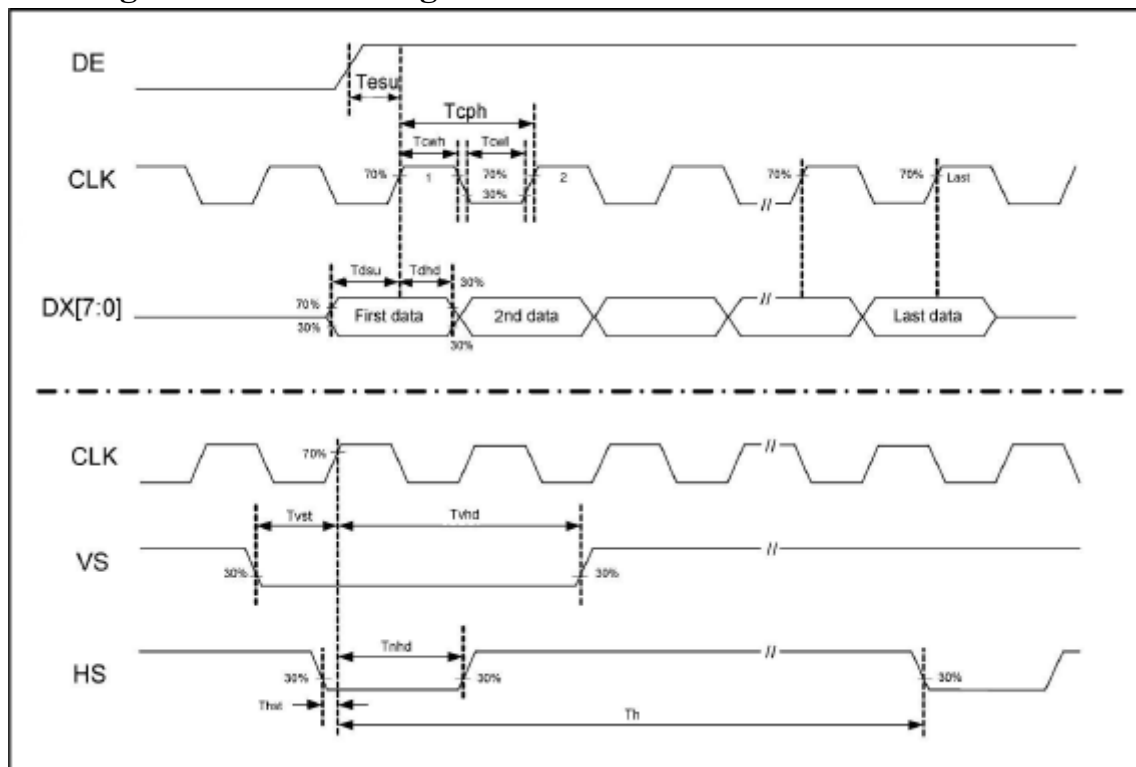 DE
Tesu
Tcph
Tcwh
Tcwl
CLK
70%
1
70%
30%
2
70%
70%
Last
//
Tdsu
Tdhd
30%
DX[7:0]
70%
30%
First data
30%
2nd data
//
Last data
CLK
70%
//
Tvst
Tvhd
VS
30%
30%
//
Tnhd
HS
30%
30%
//
30%
Thst
Th